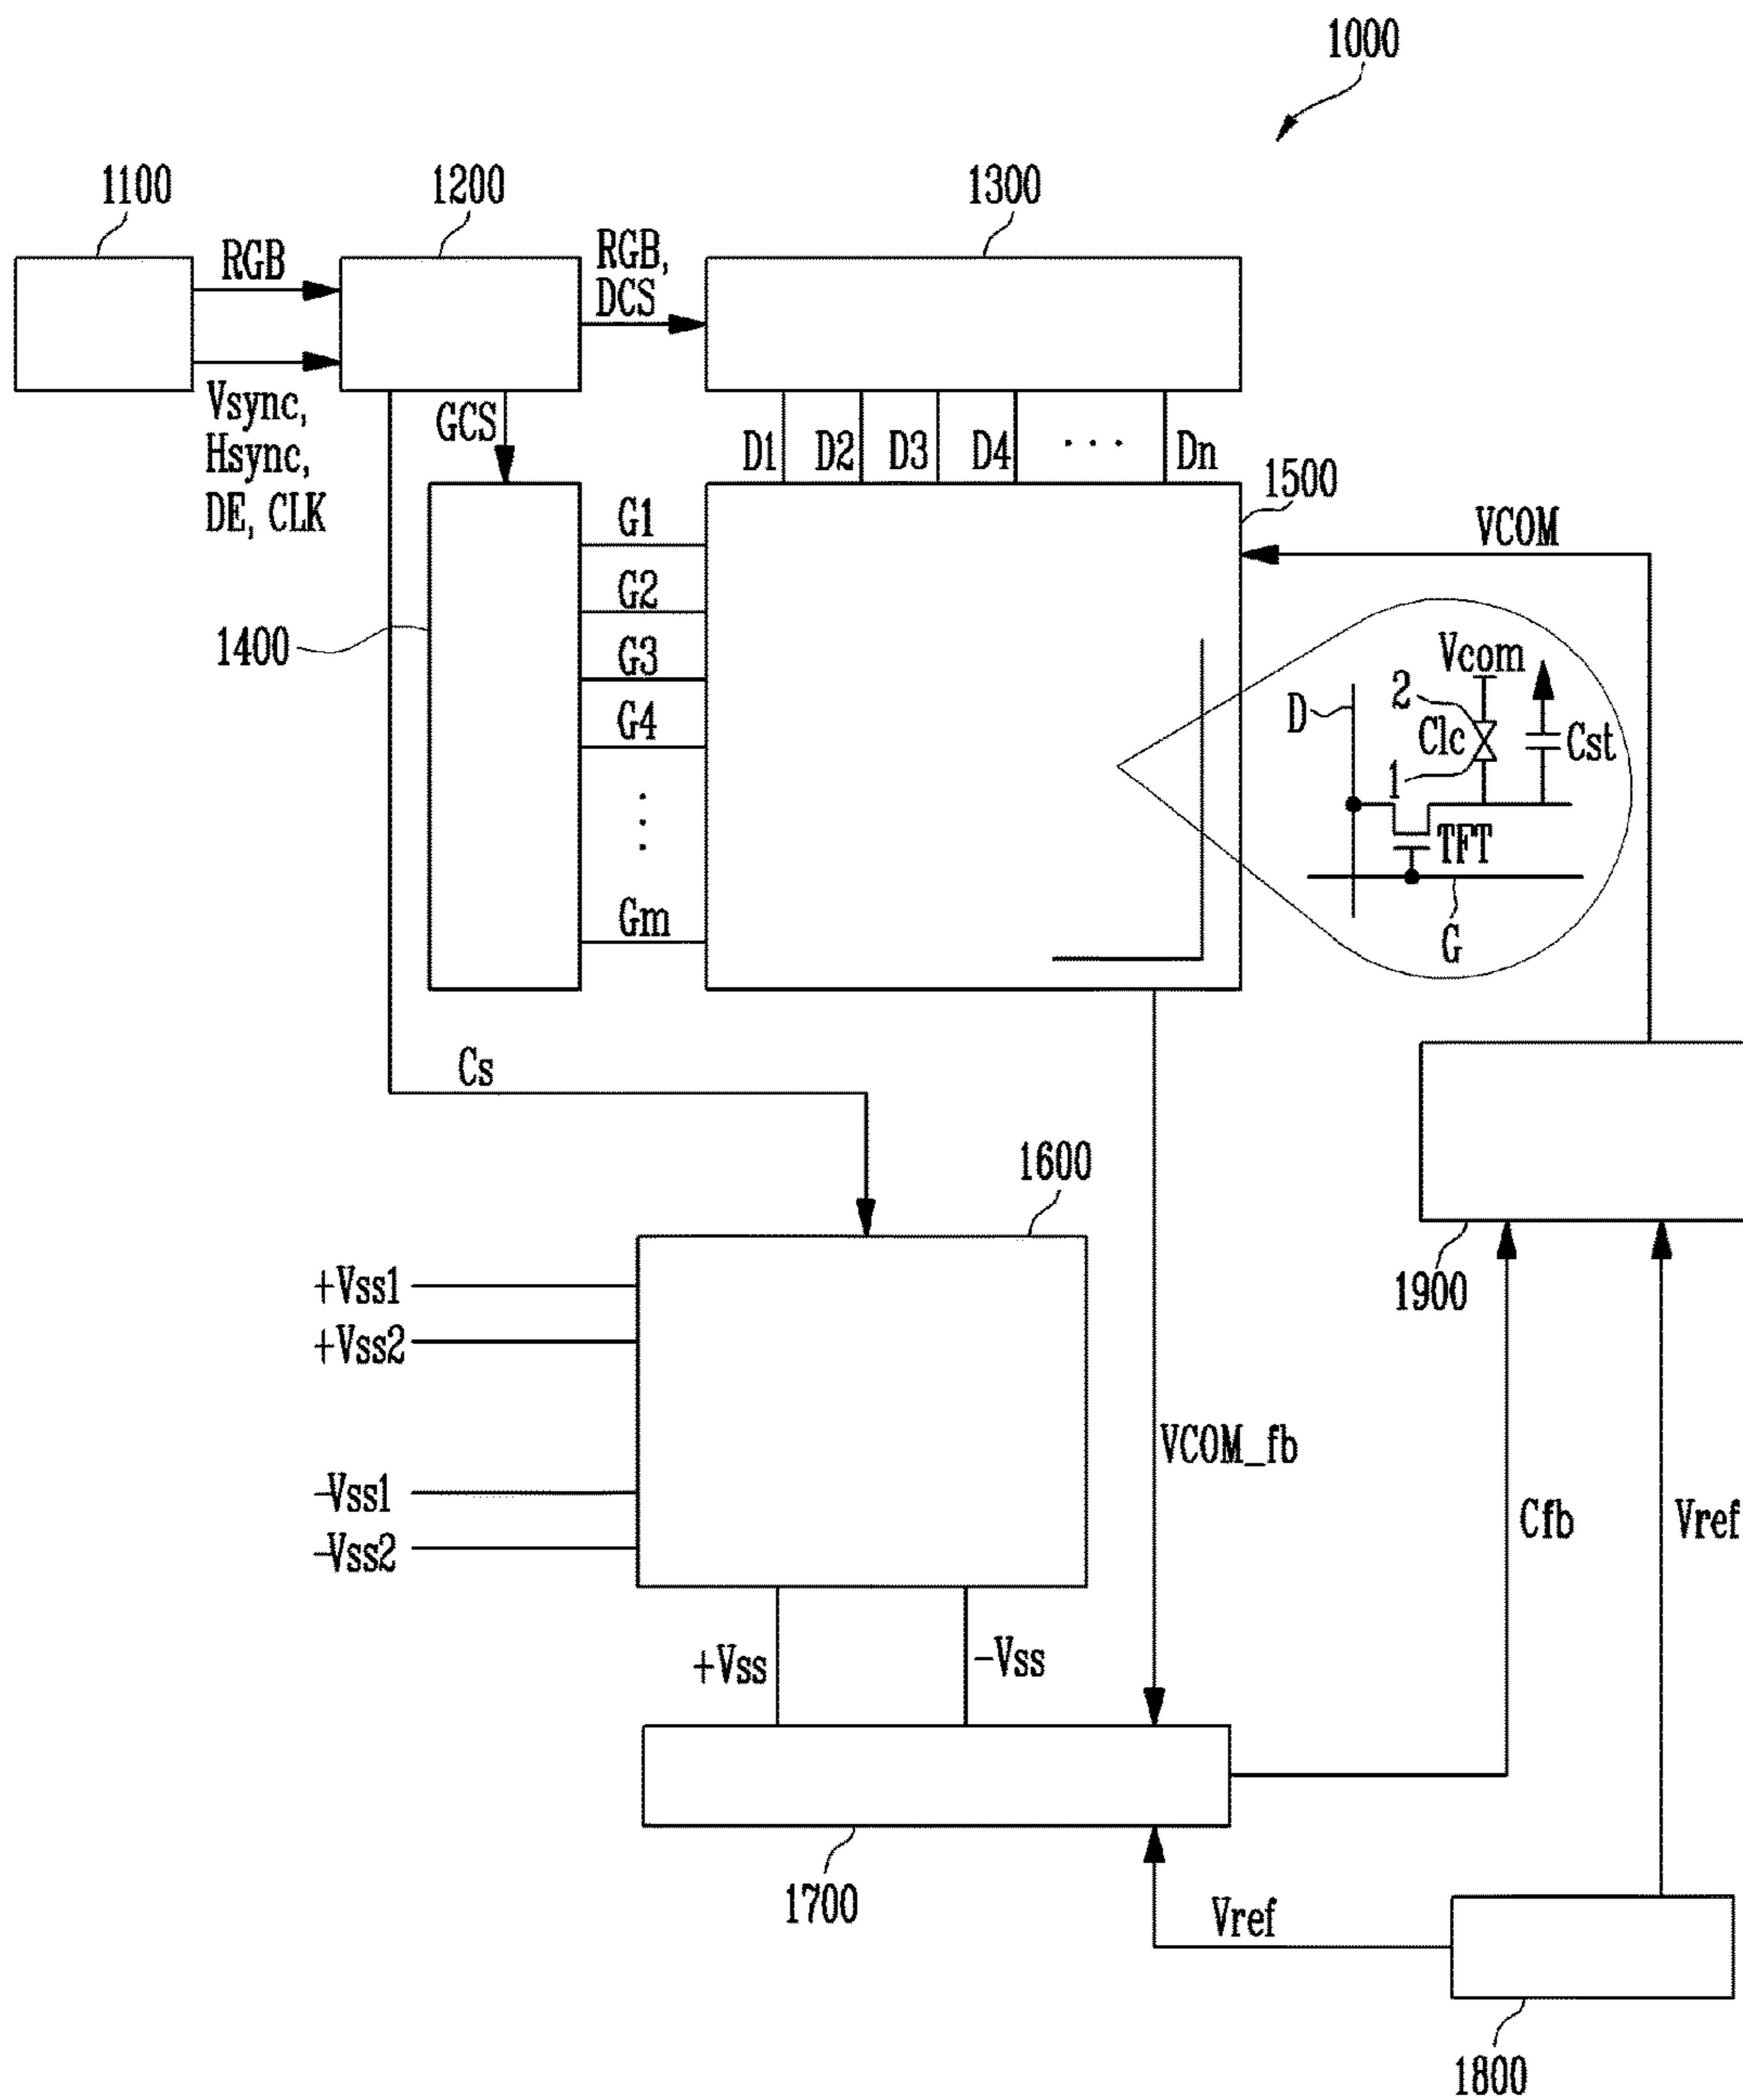 1000
1100
1200
1300
RGB
RGB,
DCS
Vsync,
Hsync,
DE, CLK
GCS
D1
D2
D3
D4
...
Dn
1500
VCOM
G1
G2
G3
G4
Gm
1400
Vcom
D
2
Clc
Cst
1
TFT
G
Cs
1600
1900
+Vss1
+Vss2
-Vss1
-Vss2
VCOM_fb
Cfb
Vref
+Vss
-Vss
1700
Vref
1800